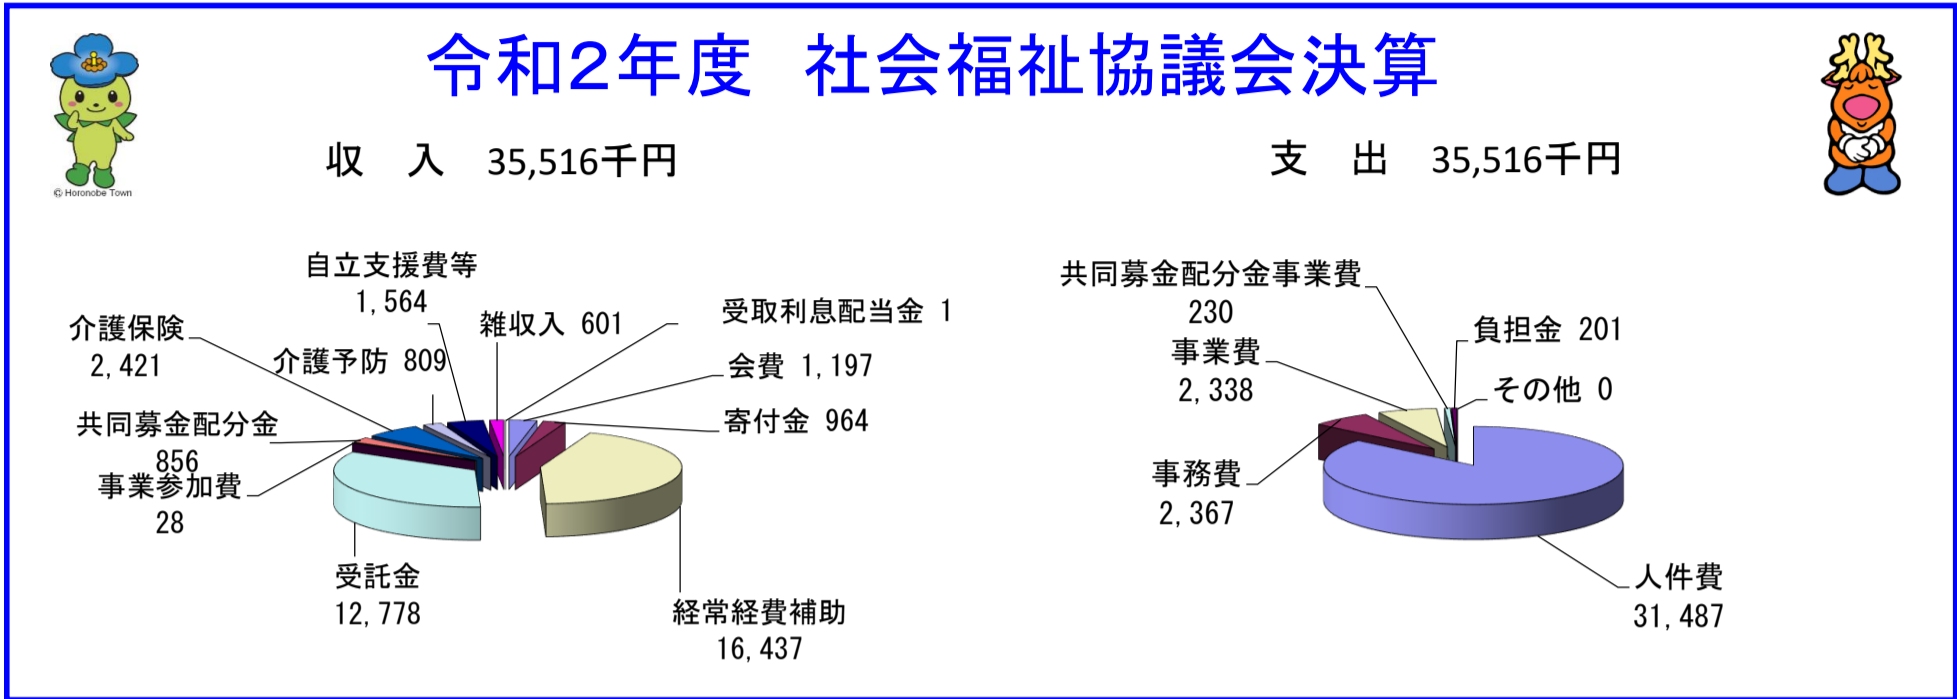 令和２年度　社会福祉協議会決算
収　入　35,516千円
支　出　35,516千円
© Horonobe Town
自立支援費等
1,564
雑収入 601
受取利息配当金 1
介護保険
2,421
介護予防 809
会費 1,197
寄付金 964
共同募金配分金
856
事業参加費
28
受託金
12,778
経常経費補助
16,437
共同募金配分金事業費
230
負担金 201
事業費
2,338
その他 0
事務費
2,367
人件費
31,487